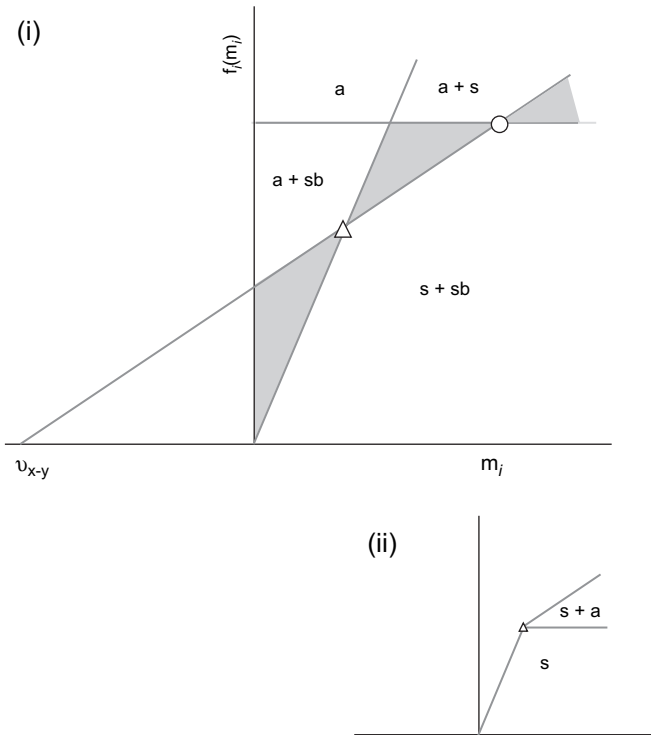 (i)
f_i(m_i)
a
a + s
a + sb
s + sb
υ_x-y
m_i
(ii)
s + a
s